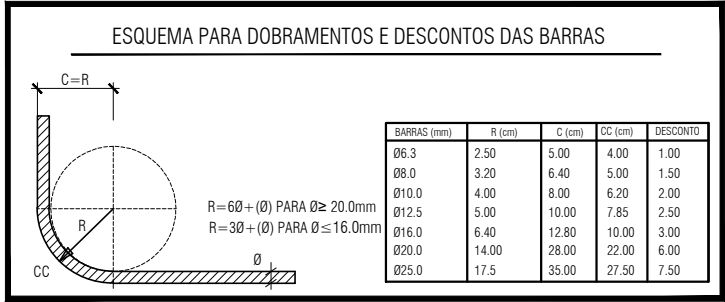 ESQUEMA PARA DOBRAMENTOS E DESCONTOS DAS BARRAS
C=R
R
CC
Ø
R=6Ø+(Ø) PARA Ø≥ 20.0mm
R=3Ø+(Ø) PARA Ø≤16.0mm
BARRAS (mm) R (cm) C (cm) CC (cm) DESCONTO
Ø6.3 2.50 5.00 4.00 1.00
Ø8.0 3.20 6.40 5.00 1.50
Ø10.0 4.00 8.00 6.20 2.00
Ø12.5 5.00 10.00 7.85 2.50
Ø16.0 6.40 12.80 10.00 3.00
Ø20.0 14.00 28.00 22.00 6.00
Ø25.0 17.5 35.00 27.50 7.50